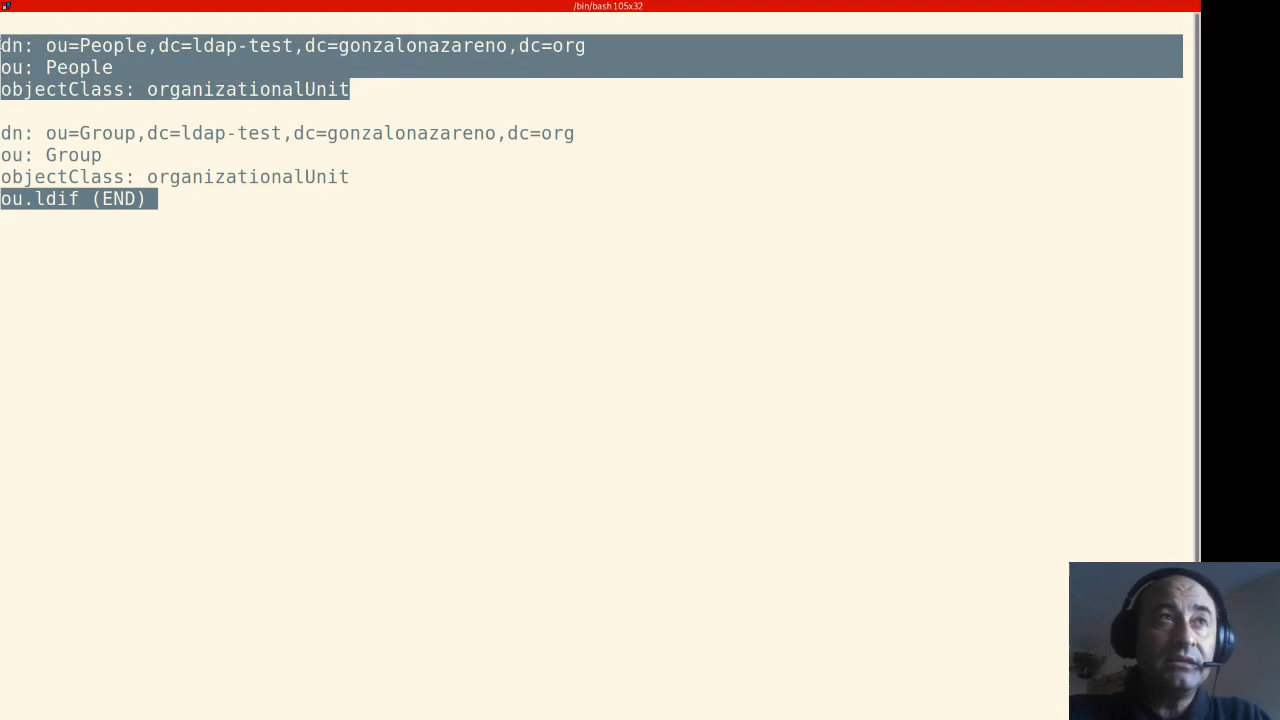 /bin/bash 105x32
dn: ou=People,dc=ldap-test,dc=gonzalonazareno,dc=org
ou: People
objectClass: organizationalUnit
dn: ou=Group,dc=ldap-test,dc=gonzalonazareno,dc=org
ou: Group
objectClass: organizationalUnit
ou.ldif (END)